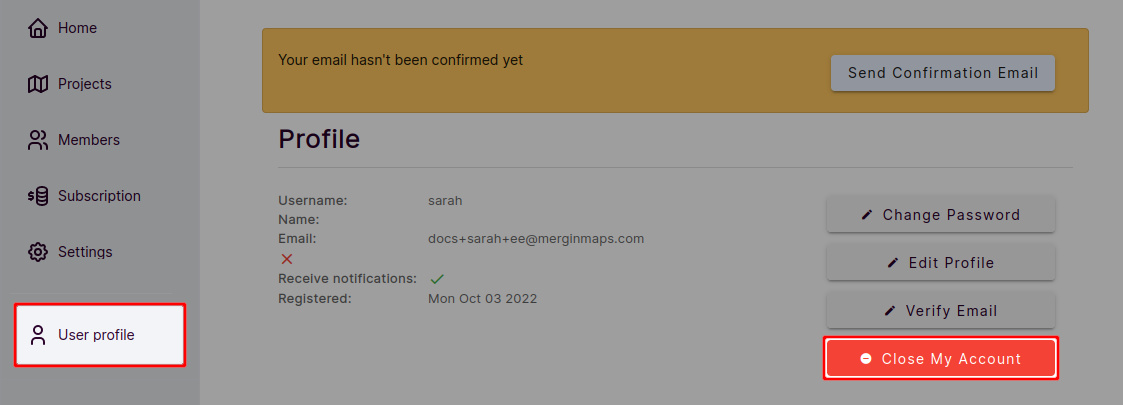 Home
Projects
Members
Subscription
Settings
User profile
Your email hasn't been confirmed yet
Send Confirmation Email
Profile
Username: sarah
Name:
Email: docs+sarah+ee@merginmaps.com
Receive notifications:
Registered: Mon Oct 03 2022
Change Password
Edit Profile
Verify Email
Close My Account